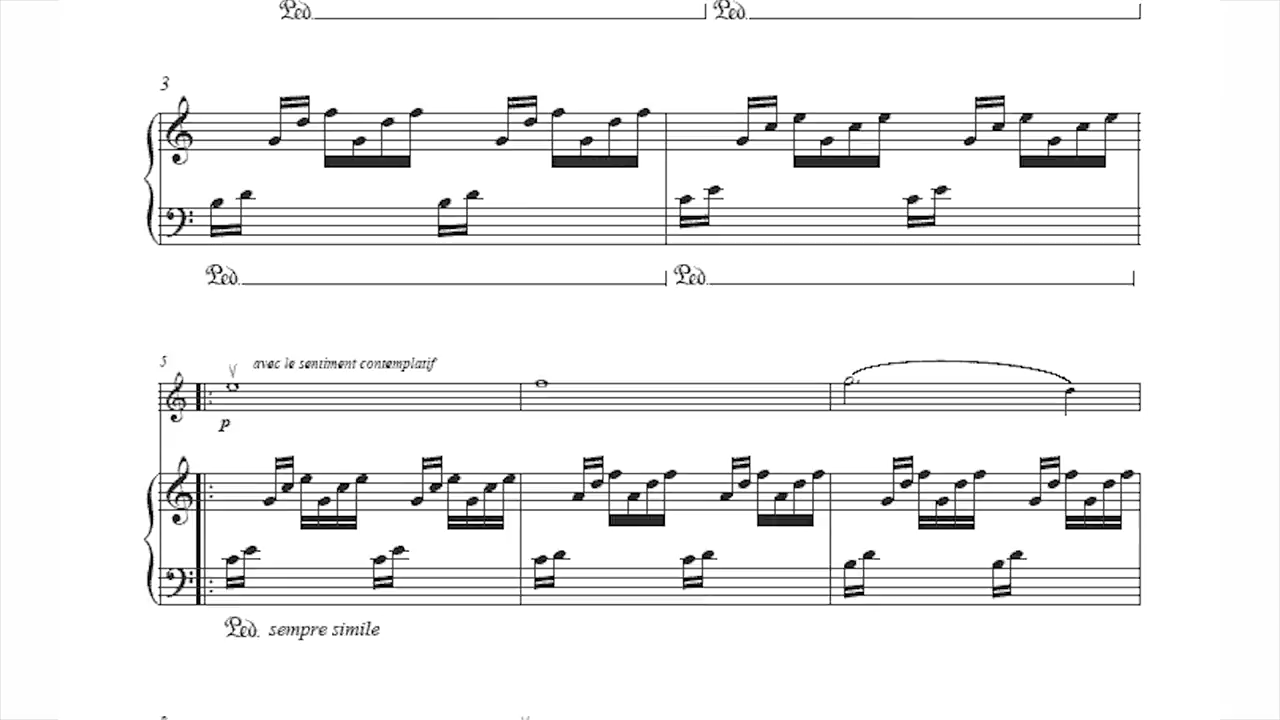 Ped. Ped.
3
Ped. Ped.
5
avec le sentiment contemplatif
p
Ped. sempre simile